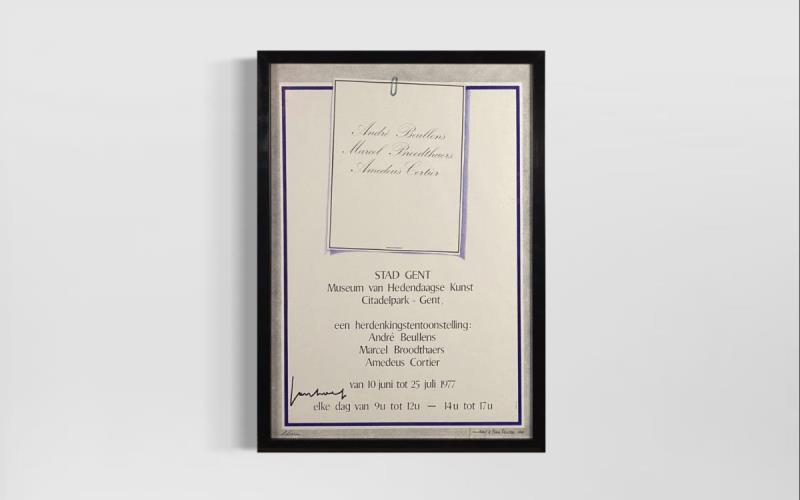 André Beullens
Marcel Broodthaers
Amedeus Cortier
STAD GENT
Museum van Hedendaagse Kunst
Citadelpark - Gent
een herdenkingstentoonstelling:
André Beullens
Marcel Broodthaers
Amedeus Cortier
van 10 juni tot 25 juli 1977
elke dag van 9u tot 12u — 14u tot 17u